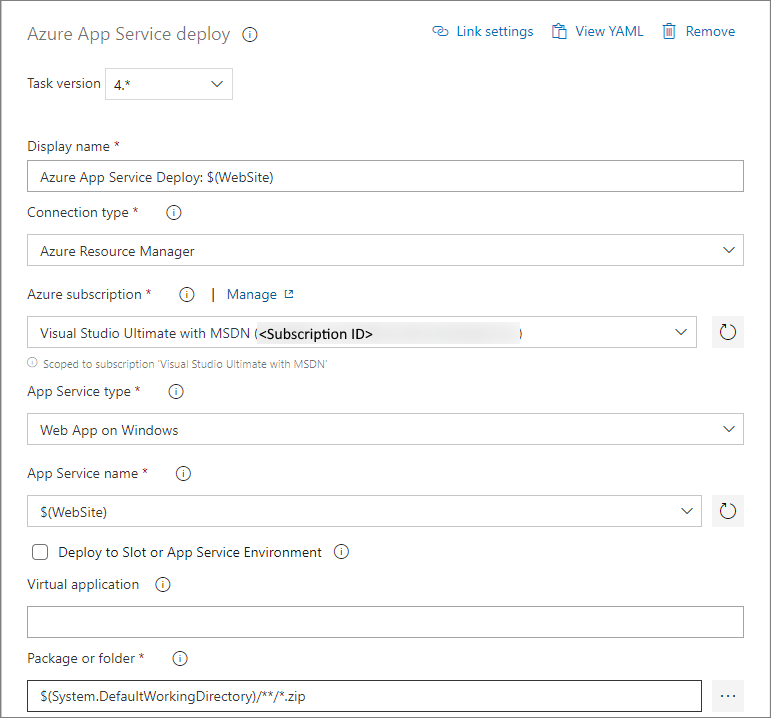 Azure App Service deploy
Link settings View YAML Remove
Task version 4.*
Display name *
Azure App Service Deploy: $(WebSite)
Connection type *
Azure Resource Manager
Azure subscription * | Manage
Visual Studio Ultimate with MSDN (<Subscription ID> )
Scoped to subscription 'Visual Studio Ultimate with MSDN'
App Service type *
Web App on Windows
App Service name *
$(WebSite)
Deploy to Slot or App Service Environment
Virtual application
Package or folder *
$(System.DefaultWorkingDirectory)/**/*.zip